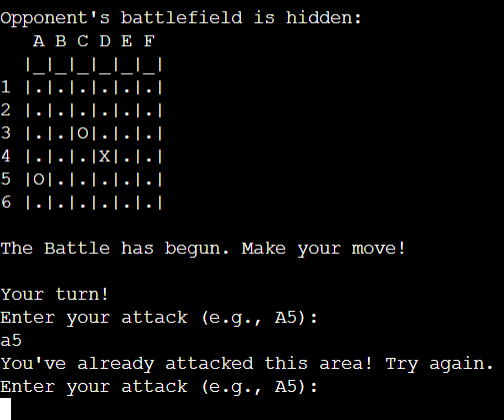 Opponent's battlefield is hidden:
   A B C D E F
  |_|_|_|_|_|_|
1 |.|.|.|.|.|.|
2 |.|.|.|.|.|.|
3 |.|.|O|.|.|.|
4 |.|.|.|X|.|.|
5 |O|.|.|.|.|.|
6 |.|.|.|.|.|.|
The Battle has begun. Make your move!
Your turn!
Enter your attack (e.g., A5):
a5
You've already attacked this area! Try again.
Enter your attack (e.g., A5):